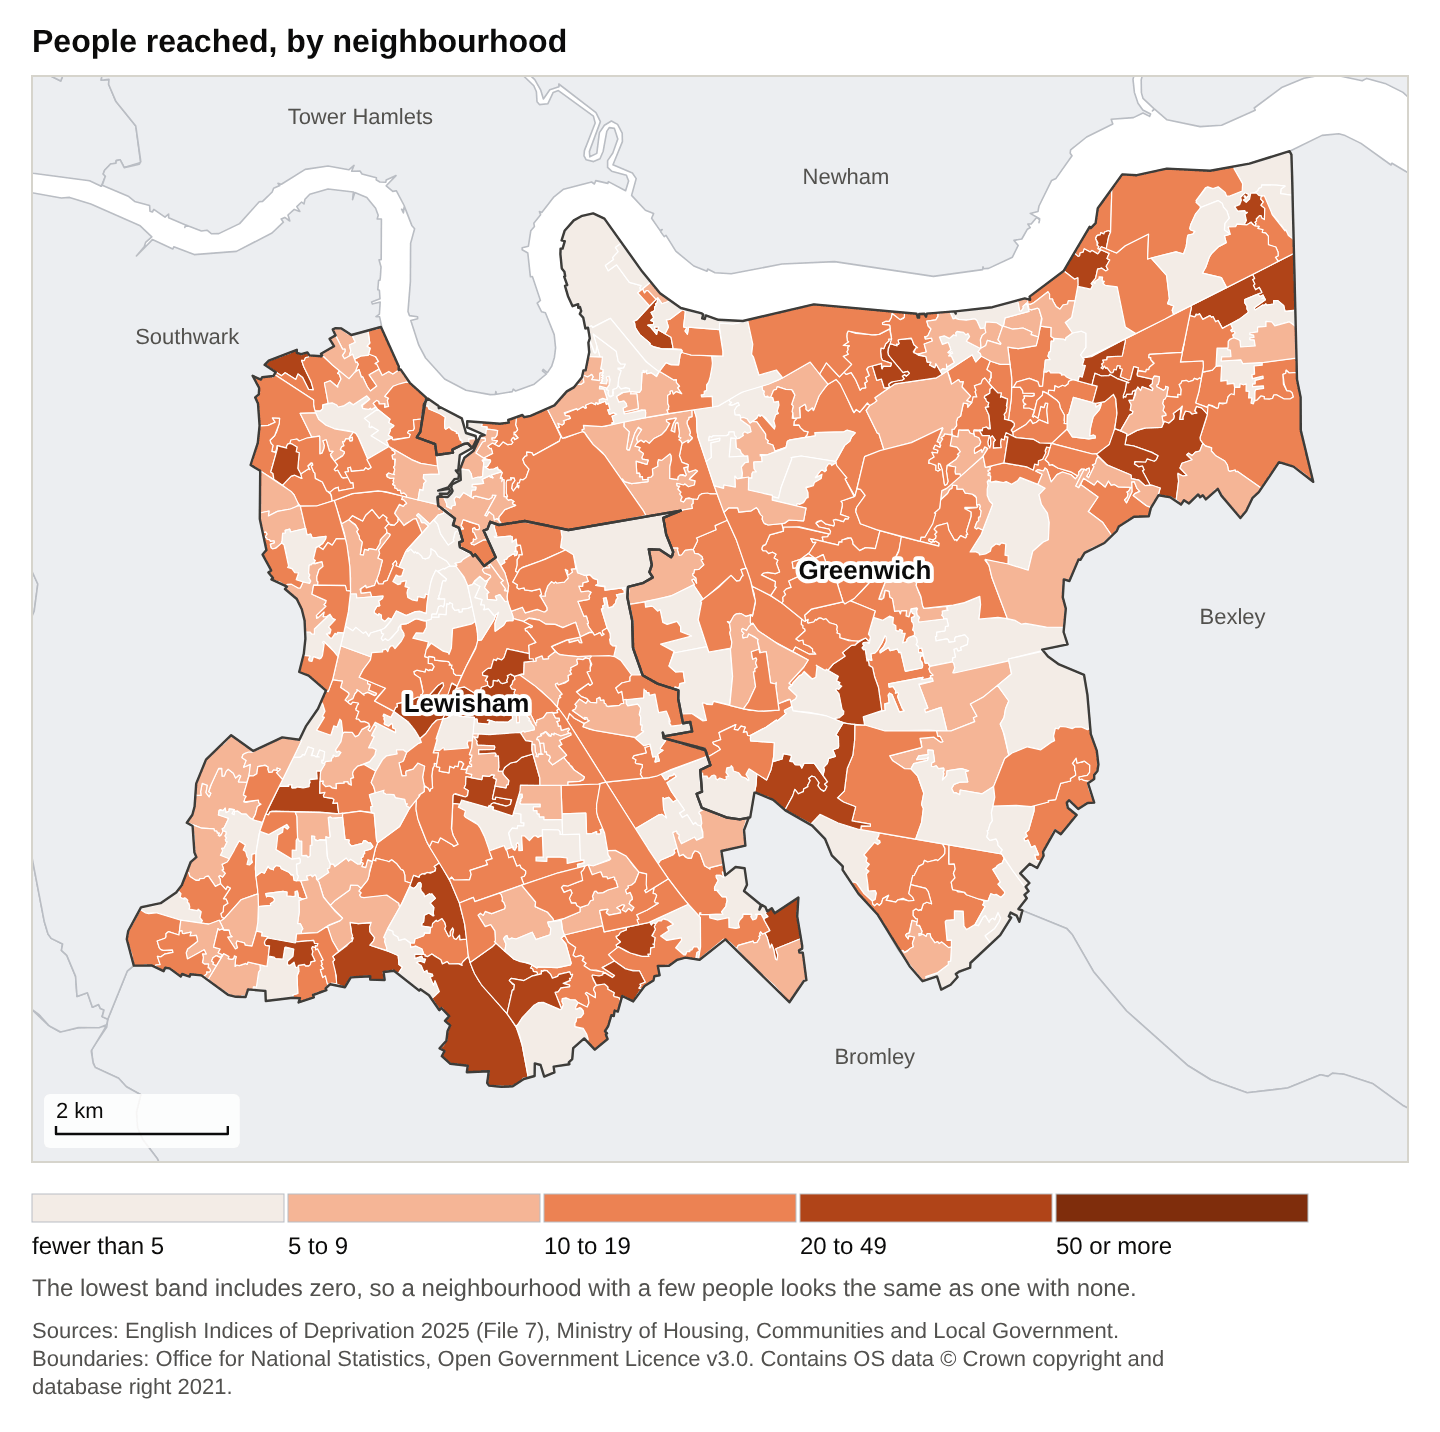 People reached, by neighbourhood
Tower Hamlets
Newham
Southwark
Greenwich
Bexley
Lewisham
Bromley
2 km
fewer than 5
5 to 9
10 to 19
20 to 49
50 or more
The lowest band includes zero, so a neighbourhood with a few people looks the same as one with none.
Sources: English Indices of Deprivation 2025 (File 7), Ministry of Housing, Communities and Local Government.
Boundaries: Office for National Statistics, Open Government Licence v3.0. Contains OS data © Crown copyright and
database right 2021.